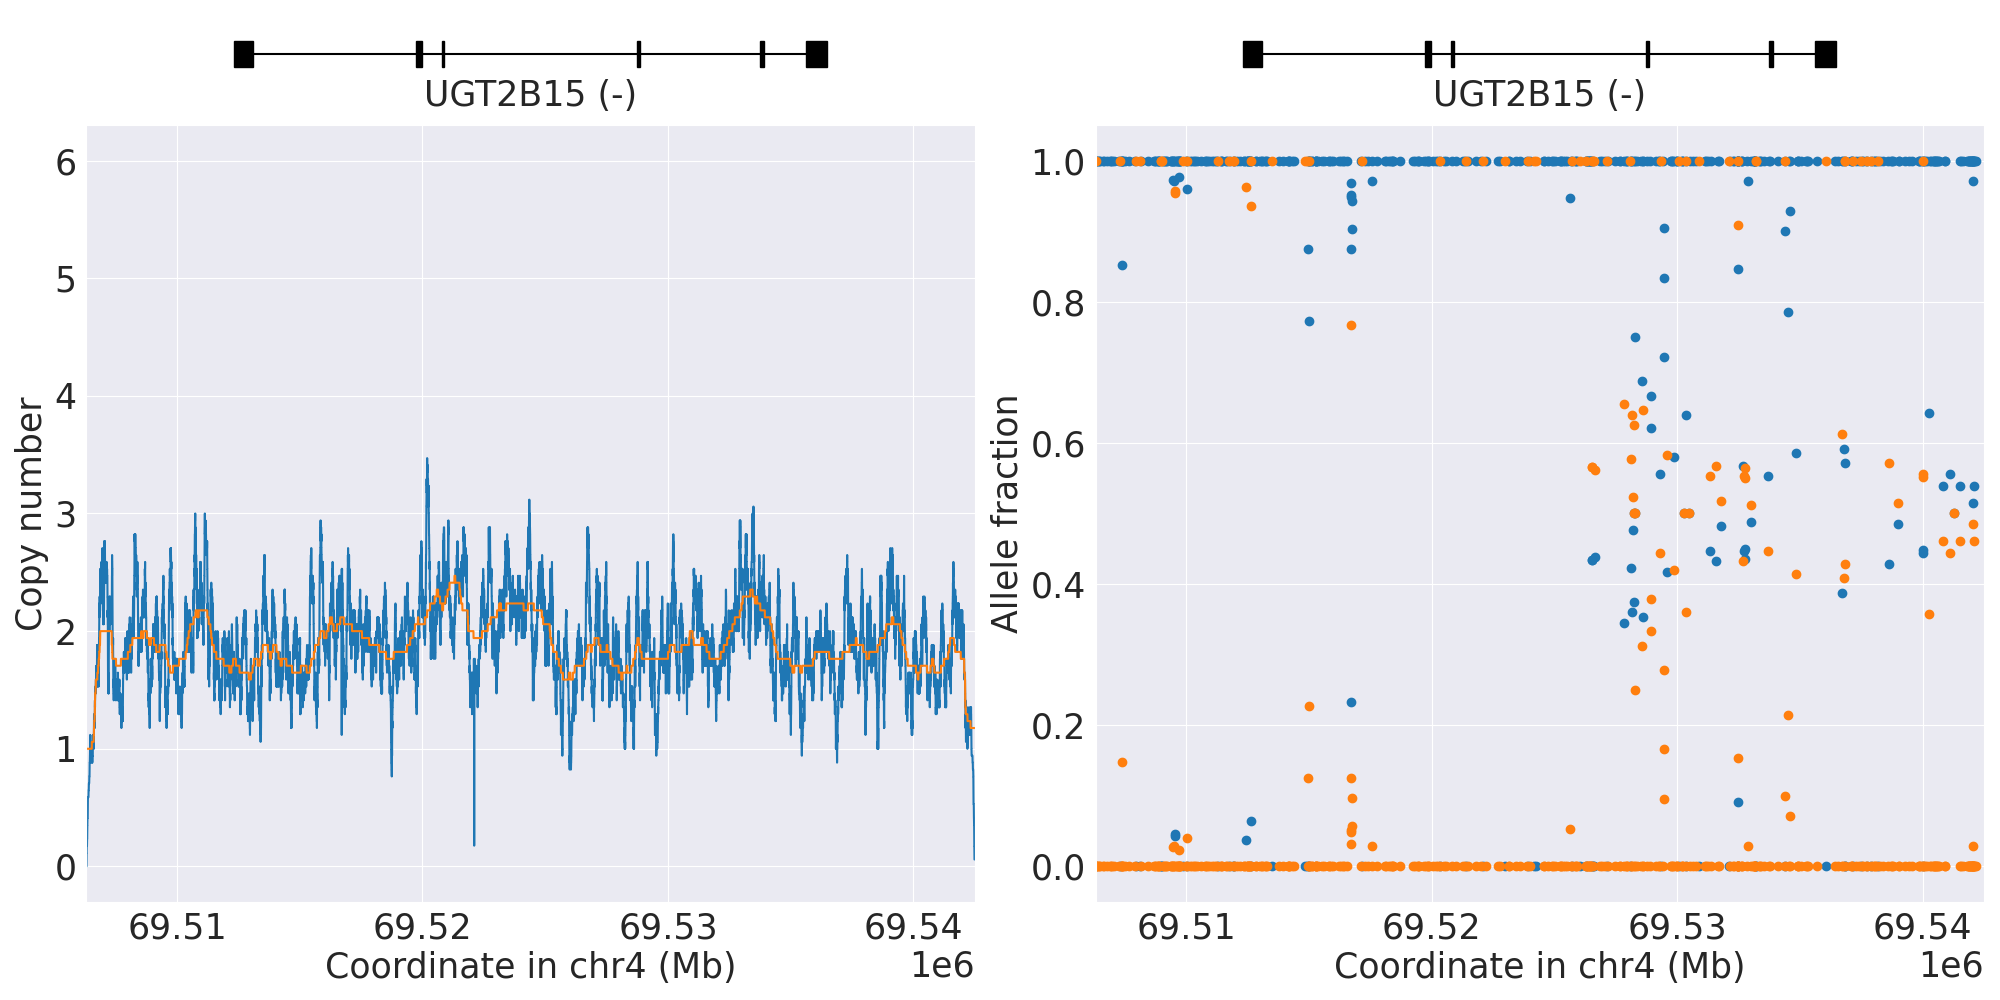 UGT2B15 (-)
6
5
4
3
2
1
0
Copy number
69.51
69.52
69.53
69.54
Coordinate in chr4 (Mb)
1e6
UGT2B15 (-)
1.0
0.8
0.6
0.4
0.2
0.0
Allele fraction
69.51
69.52
69.53
69.54
Coordinate in chr4 (Mb)
1e6